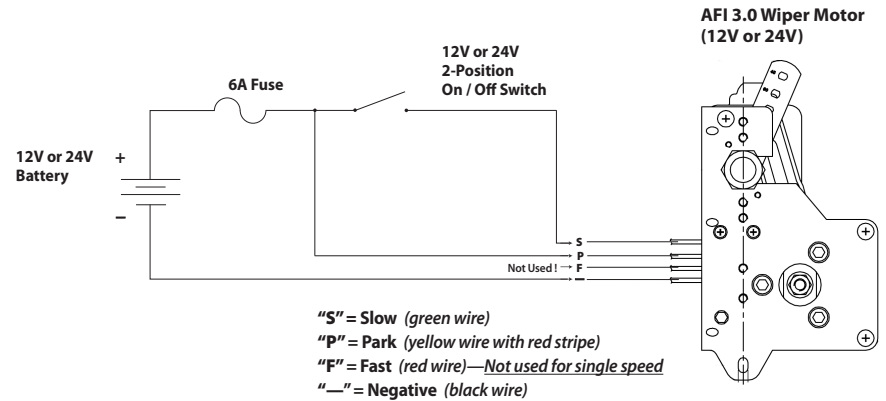 AFI 3.0 Wiper Motor
(12V or 24V)
12V or 24V
2-Position
On / Off Switch
6A Fuse
12V or 24V
Battery
+
–
S
P
Not Used ! → F
—
“S” = Slow (green wire)
“P” = Park (yellow wire with red stripe)
“F” = Fast (red wire)—Not used for single speed
“—” = Negative (black wire)